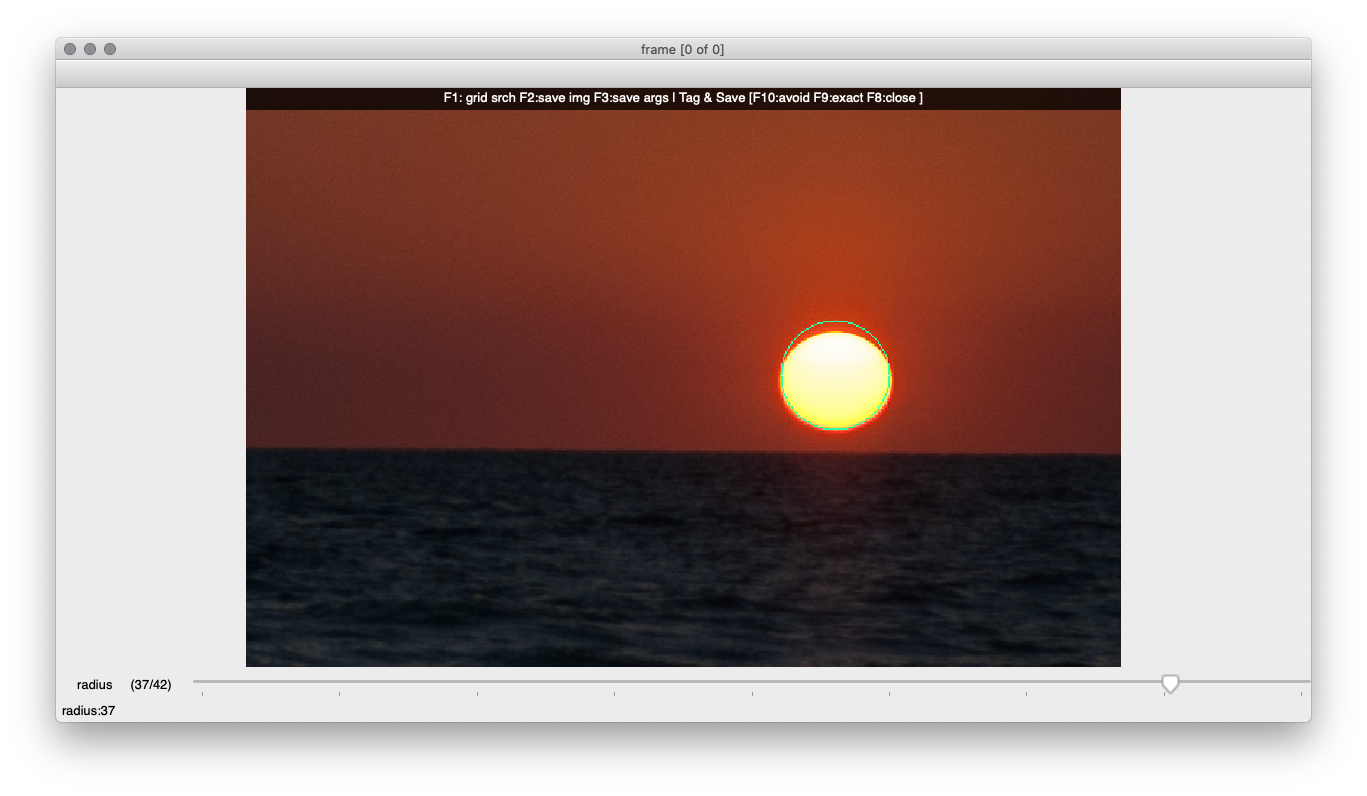 frame [0 of 0]
F1: grid srch F2:save img F3:save args | Tag & Save [F10:avoid F9:exact F8:close ]
radius (37/42)
radius:37